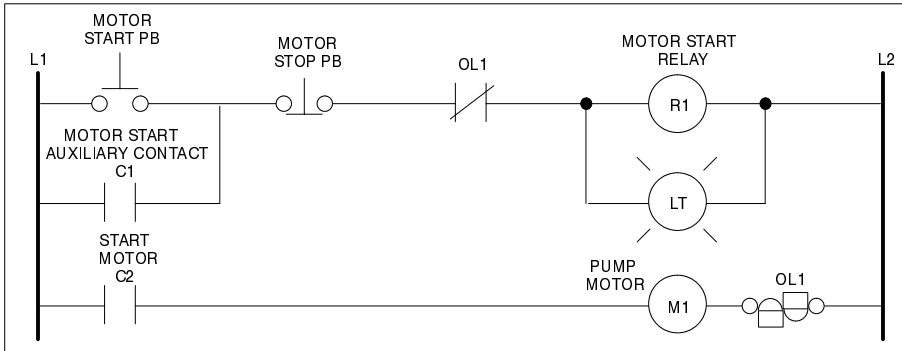 MOTOR
START PB
MOTOR
STOP PB
MOTOR START
RELAY
L1
OL1
L2
R1
MOTOR START
AUXILIARY CONTACT
C1
LT
START
MOTOR
C2
PUMP
MOTOR
OL1
M1